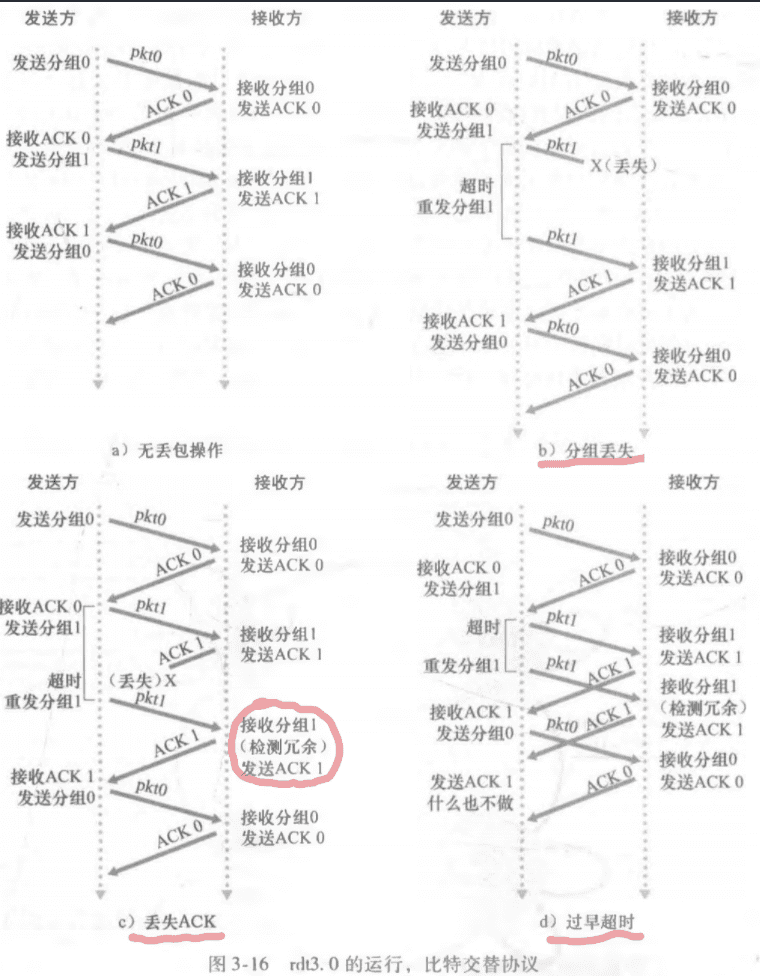 发送方
接收方
发送分组0
pkt0
接收分组0
发送ACK 0
ACK 0
接收ACK 0
发送分组1
pkt1
接收分组1
发送ACK 1
ACK 1
接收ACK 1
发送分组0
pkt0
接收分组0
发送ACK 0
ACK 0
a）无丢包操作
发送方
接收方
发送分组0
pkt0
接收分组0
发送ACK 0
ACK 0
接收ACK 0
发送分组1
pkt1
X（丢失）
超时
重发分组1
pkt1
接收分组1
发送ACK 1
ACK 1
接收ACK 1
发送分组0
pkt0
接收分组0
发送ACK 0
ACK 0
b）分组丢失
发送方
接收方
发送分组0
pkt0
接收分组0
发送ACK 0
ACK 0
接收ACK 0
发送分组1
pkt1
接收分组1
发送ACK 1
ACK 1
（丢失）X
超时
重发分组1
pkt1
接收分组1
（检测冗余）
发送ACK 1
ACK 1
接收ACK 1
发送分组0
pkt0
接收分组0
发送ACK 0
ACK 0
c）丢失ACK
发送方
接收方
发送分组0
pkt0
接收分组0
发送ACK 0
ACK 0
接收ACK 0
发送分组1
pkt1
超时
重发分组1
接收分组1
发送ACK 1
pkt1
ACK 1
接收分组1
（检测冗余）
发送ACK 1
接收ACK 1
发送分组0
pkt0
ACK 1
接收分组0
发送ACK 0
ACK 0
发送ACK 1
什么也不做
d）过早超时
图 3-16 rdt3.0 的运行，比特交替协议